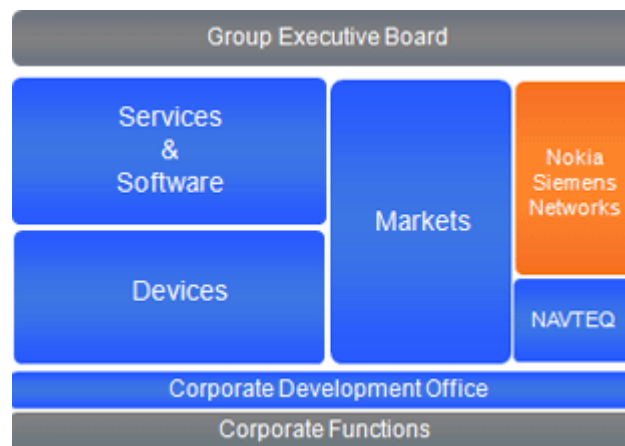 Group Executive Board
Services
&
Software
Devices
Markets
Nokia
Siemens
Networks
NAVTEQ
Corporate Development Office
Corporate Functions